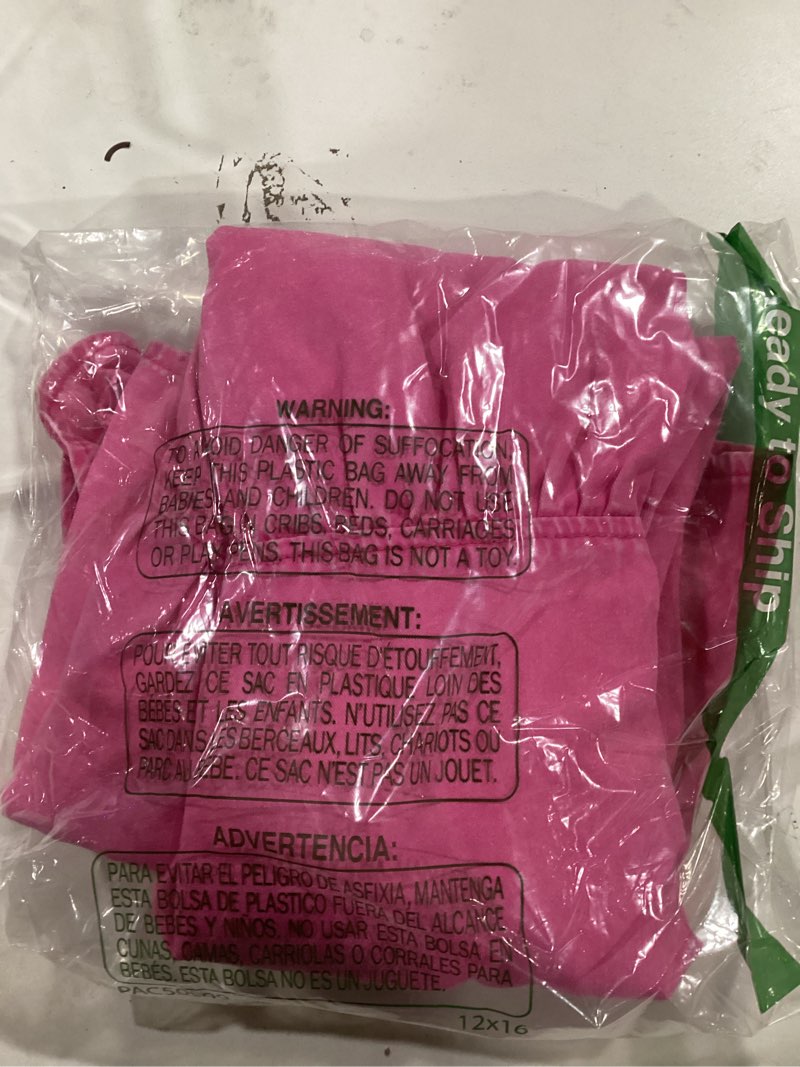 WARNING:
TO AVOID DANGER OF SUFFOCATION,
KEEP THIS PLASTIC BAG AWAY FROM
BABIES AND CHILDREN. DO NOT USE
THIS BAG IN CRIBS, BEDS, CARRIAGES
OR PLAY PENS. THIS BAG IS NOT A TOY.
AVERTISSEMENT:
POUR ÉVITER TOUT RISQUE D'ÉTOUFFEMENT,
GARDEZ CE SAC EN PLASTIQUE LOIN DES
BÉBÉS ET LES ENFANTS. N'UTILISEZ PAS CE
SAC DANS LES BERCEAUX, LITS, CHARIOTS OU
PARC AU BÉBÉ. CE SAC N'EST PAS UN JOUET.
ADVERTENCIA:
PARA EVITAR EL PELIGRO DE ASFIXIA, MANTENGA
ESTA BOLSA DE PLASTICO FUERA DEL ALCANCE
DE BEBÉS Y NIÑOS. NO USAR ESTA BOLSA EN
CUNAS, CAMAS, CARRIOLAS O CORRALES PARA
BEBÉS. ESTA BOLSA NO ES UN JUGUETE.
12x16
eady to Ship